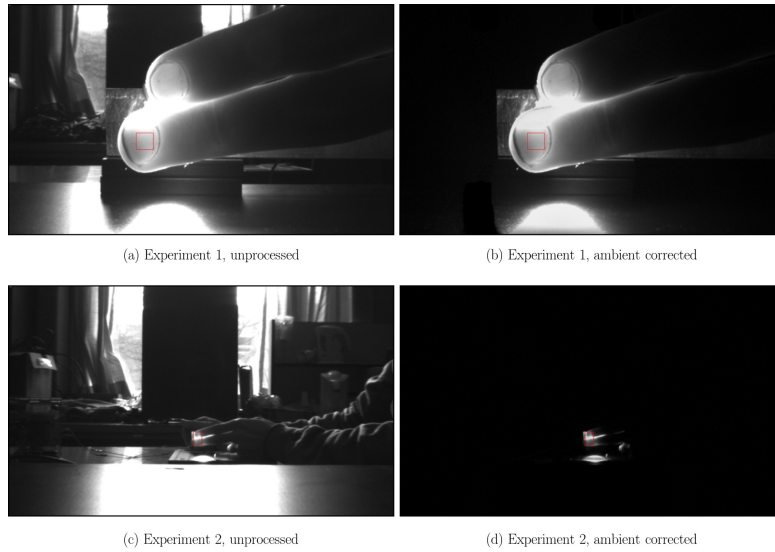 (a) Experiment 1, unprocessed
(b) Experiment 1, ambient corrected
(c) Experiment 2, unprocessed
(d) Experiment 2, ambient corrected